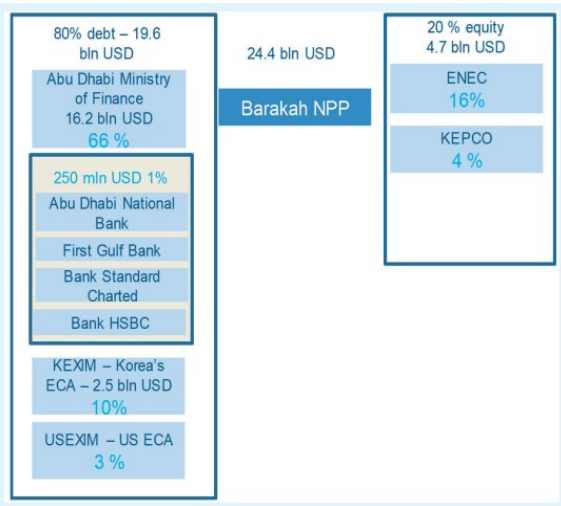 80% debt – 19.6
bln USD
Abu Dhabi Ministry
of Finance
16.2 bln USD
66 %
250 mln USD 1%
Abu Dhabi National
Bank
First Gulf Bank
Bank Standard
Charted
Bank HSBC
KEXIM – Korea's
ECA – 2.5 bln USD
10%
USEXIM – US ECA
3 %
24.4 bln USD
Barakah NPP
20 % equity
4.7 bln USD
ENEC
16%
KEPCO
4 %